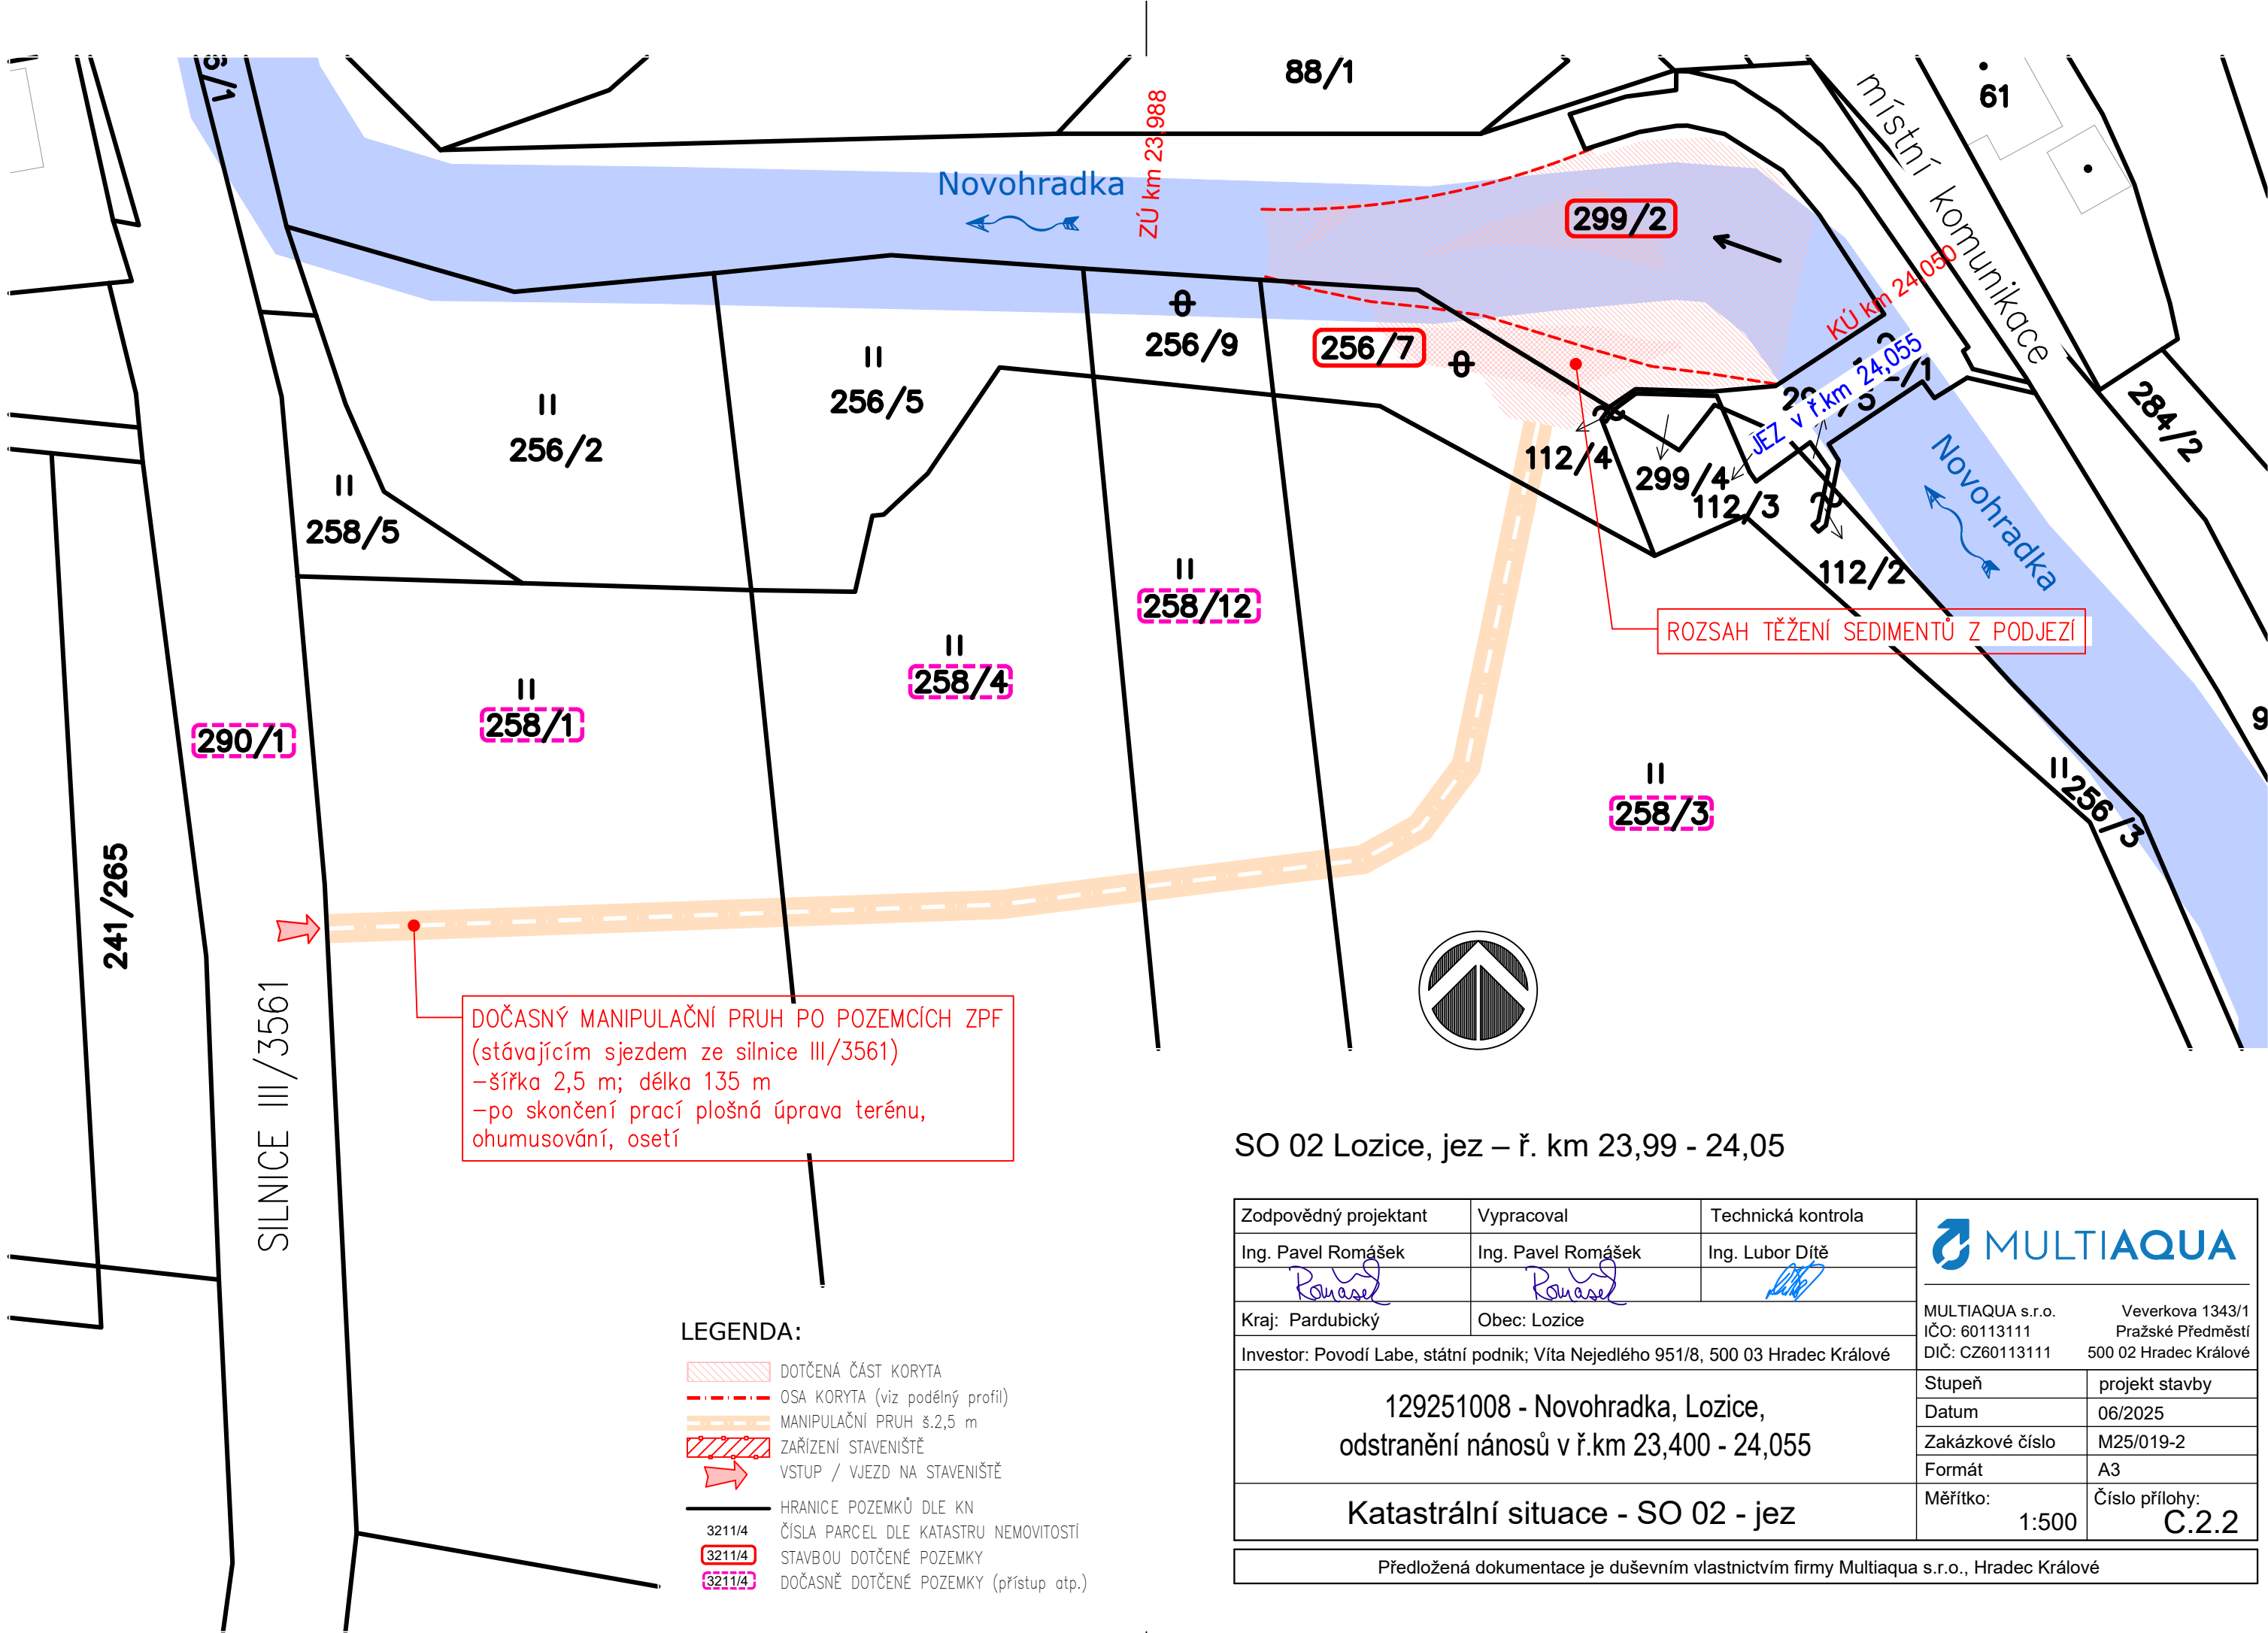 88/1
61
místní komunikace
Novohradka
ZÚ km 23,988
299/2
KÚ km 24,050
JEZ v ř.km 24,055
256/9
256/7
256/5
256/2
258/5
112/4
299/4
112/3
112/2
284/2
Novohradka
258/12
258/4
258/1
290/1
258/3
256/3
241/265
ROZSAH TĚŽENÍ SEDIMENTŮ Z PODJEZÍ
SILNICE III/3561
DOČASNÝ MANIPULAČNÍ PRUH PO POZEMCÍCH ZPF
(stávajícím sjezdem ze silnice III/3561)
-šířka 2,5 m; délka 135 m
-po skončení prací plošná úprava terénu,
ohumusování, osetí
LEGENDA:
DOTČENÁ ČÁST KORYTA
OSA KORYTA (viz podélný profil)
MANIPULAČNÍ PRUH š.2,5 m
ZAŘÍZENÍ STAVENIŠTĚ
VSTUP / VJEZD NA STAVENIŠTĚ
HRANICE POZEMKŮ DLE KN
3211/4 ČÍSLA PARCEL DLE KATASTRU NEMOVITOSTÍ
3211/4 STAVBOU DOTČENÉ POZEMKY
3211/4 DOČASNĚ DOTČENÉ POZEMKY (přístup atp.)
SO 02 Lozice, jez – ř. km 23,99 - 24,05
Zodpovědný projektant Vypracoval Technická kontrola
Ing. Pavel Romášek Ing. Pavel Romášek Ing. Lubor Dítě
Kraj: Pardubický Obec: Lozice
Investor: Povodí Labe, státní podnik; Víta Nejedlého 951/8, 500 03 Hradec Králové
MULTIAQUA
MULTIAQUA s.r.o. Veverkova 1343/1
IČO: 60113111 Pražské Předměstí
DIČ: CZ60113111 500 02 Hradec Králové
129251008 - Novohradka, Lozice,
odstranění nánosů v ř.km 23,400 - 24,055
Stupeň projekt stavby
Datum 06/2025
Zakázkové číslo M25/019-2
Formát A3
Měřítko: 1:500
Číslo přílohy: C.2.2
Katastrální situace - SO 02 - jez
Předložená dokumentace je duševním vlastnictvím firmy Multiaqua s.r.o., Hradec Králové